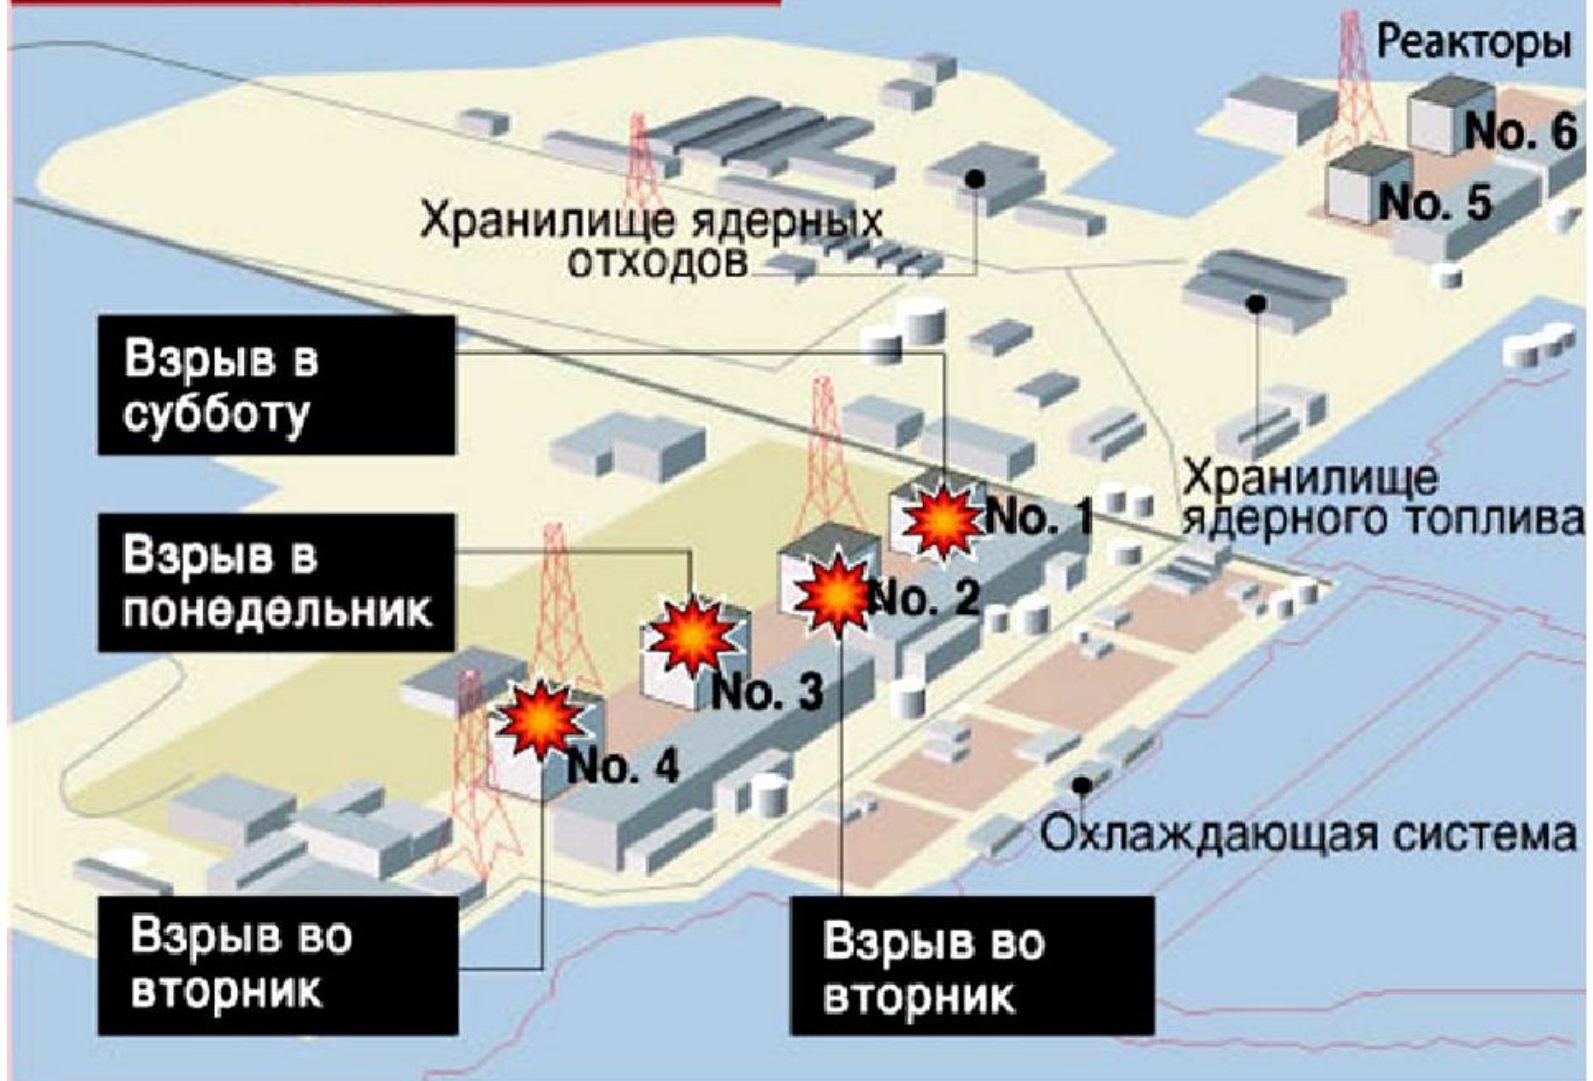 Реакторы
No. 6
No. 5
Хранилище ядерных
отходов
Взрыв в
субботу
Хранилище
ядерного топлива
No. 1
Взрыв в
понедельник
No. 2
No. 3
No. 4
Охлаждающая система
Взрыв во
вторник
Взрыв во
вторник